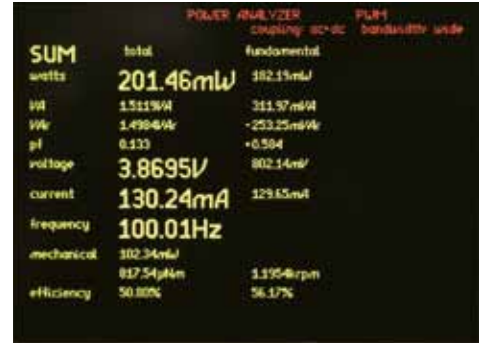 POWER ANALYZER PWM
coupling: ac+dc bandwidth: wide
SUM total fundamental
watts 201.46mW 182.19mW
VA 1.5119VA 311.97mVA
VAr 1.4984VAr -253.25mVAr
pf 0.133 +0.584
voltage 3.8695V 802.14mV
current 130.24mA 129.65mA
frequency 100.01Hz
mechanical 102.34mW
817.54µNm 1.1954krpm
efficiency 50.80% 56.17%